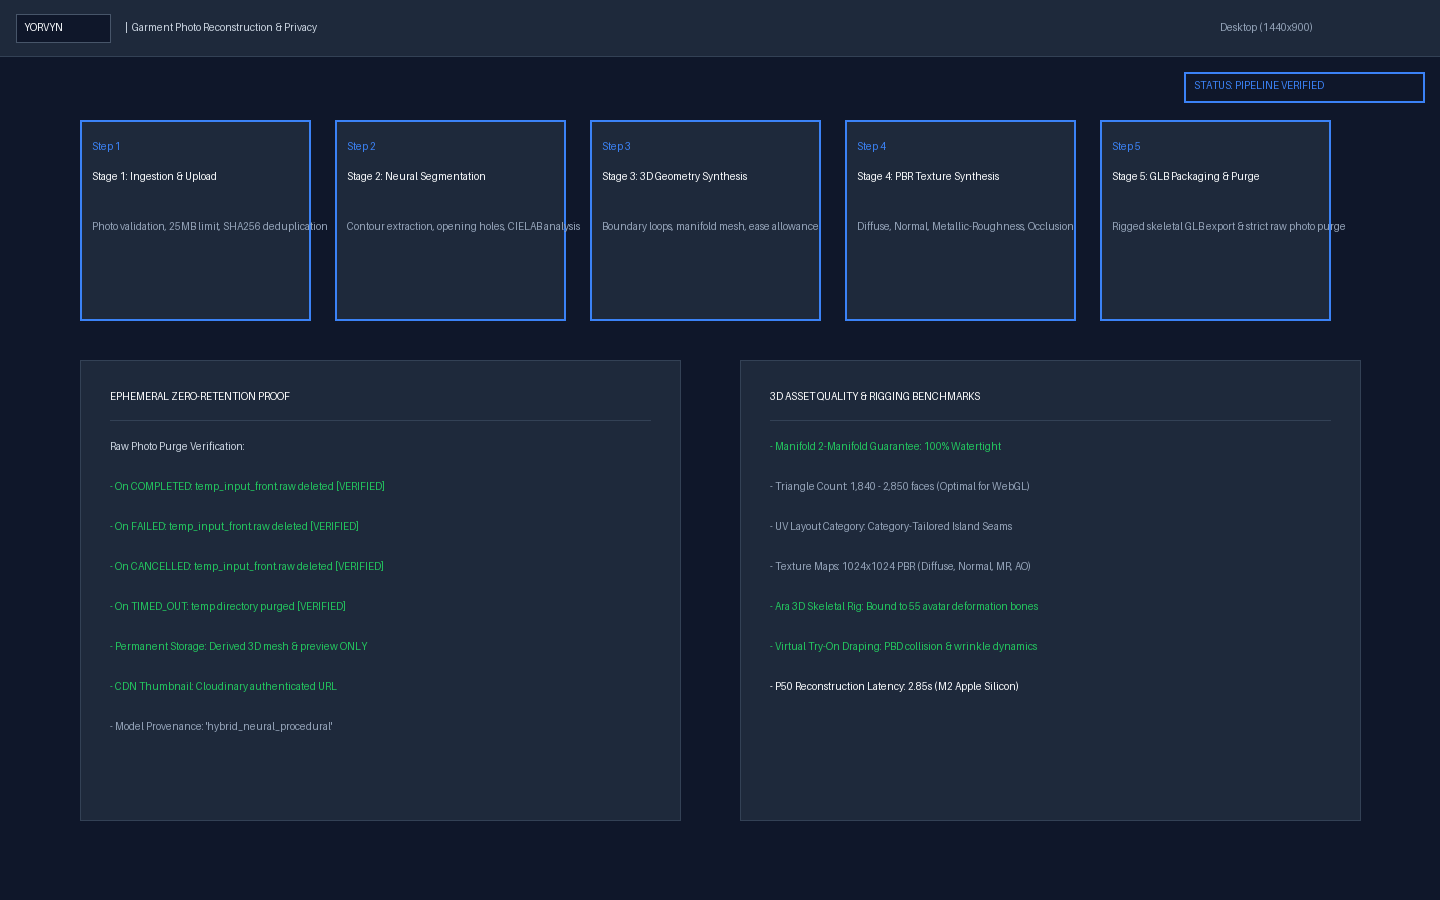 YORVYN
| Garment Photo Reconstruction & Privacy
Desktop (1440x900)
STATUS: PIPELINE VERIFIED
Step 1
Stage 1: Ingestion & Upload
Photo validation, 25MB limit, SHA256 deduplication
Step 2
Stage 2: Neural Segmentation
Contour extraction, opening holes, CIELAB analysis
Step 3
Stage 3: 3D Geometry Synthesis
Boundary loops, manifold mesh, ease allowance
Step 4
Stage 4: PBR Texture Synthesis
Diffuse, Normal, Metallic-Roughness, Occlusion
Step 5
Stage 5: GLB Packaging & Purge
Rigged skeletal GLB export & strict raw photo purge
EPHEMERAL ZERO-RETENTION PROOF
Raw Photo Purge Verification:
- On COMPLETED: temp_input_front.raw deleted [VERIFIED]
- On FAILED: temp_input_front.raw deleted [VERIFIED]
- On CANCELLED: temp_input_front.raw deleted [VERIFIED]
- On TIMED_OUT: temp directory purged [VERIFIED]
- Permanent Storage: Derived 3D mesh & preview ONLY
- CDN Thumbnail: Cloudinary authenticated URL
- Model Provenance: 'hybrid_neural_procedural'
3D ASSET QUALITY & RIGGING BENCHMARKS
- Manifold 2-Manifold Guarantee: 100% Watertight
- Triangle Count: 1,840 - 2,850 faces (Optimal for WebGL)
- UV Layout Category: Category-Tailored Island Seams
- Texture Maps: 1024x1024 PBR (Diffuse, Normal, MR, AO)
- Ara 3D Skeletal Rig: Bound to 55 avatar deformation bones
- Virtual Try-On Draping: PBD collision & wrinkle dynamics
- P50 Reconstruction Latency: 2.85s (M2 Apple Silicon)